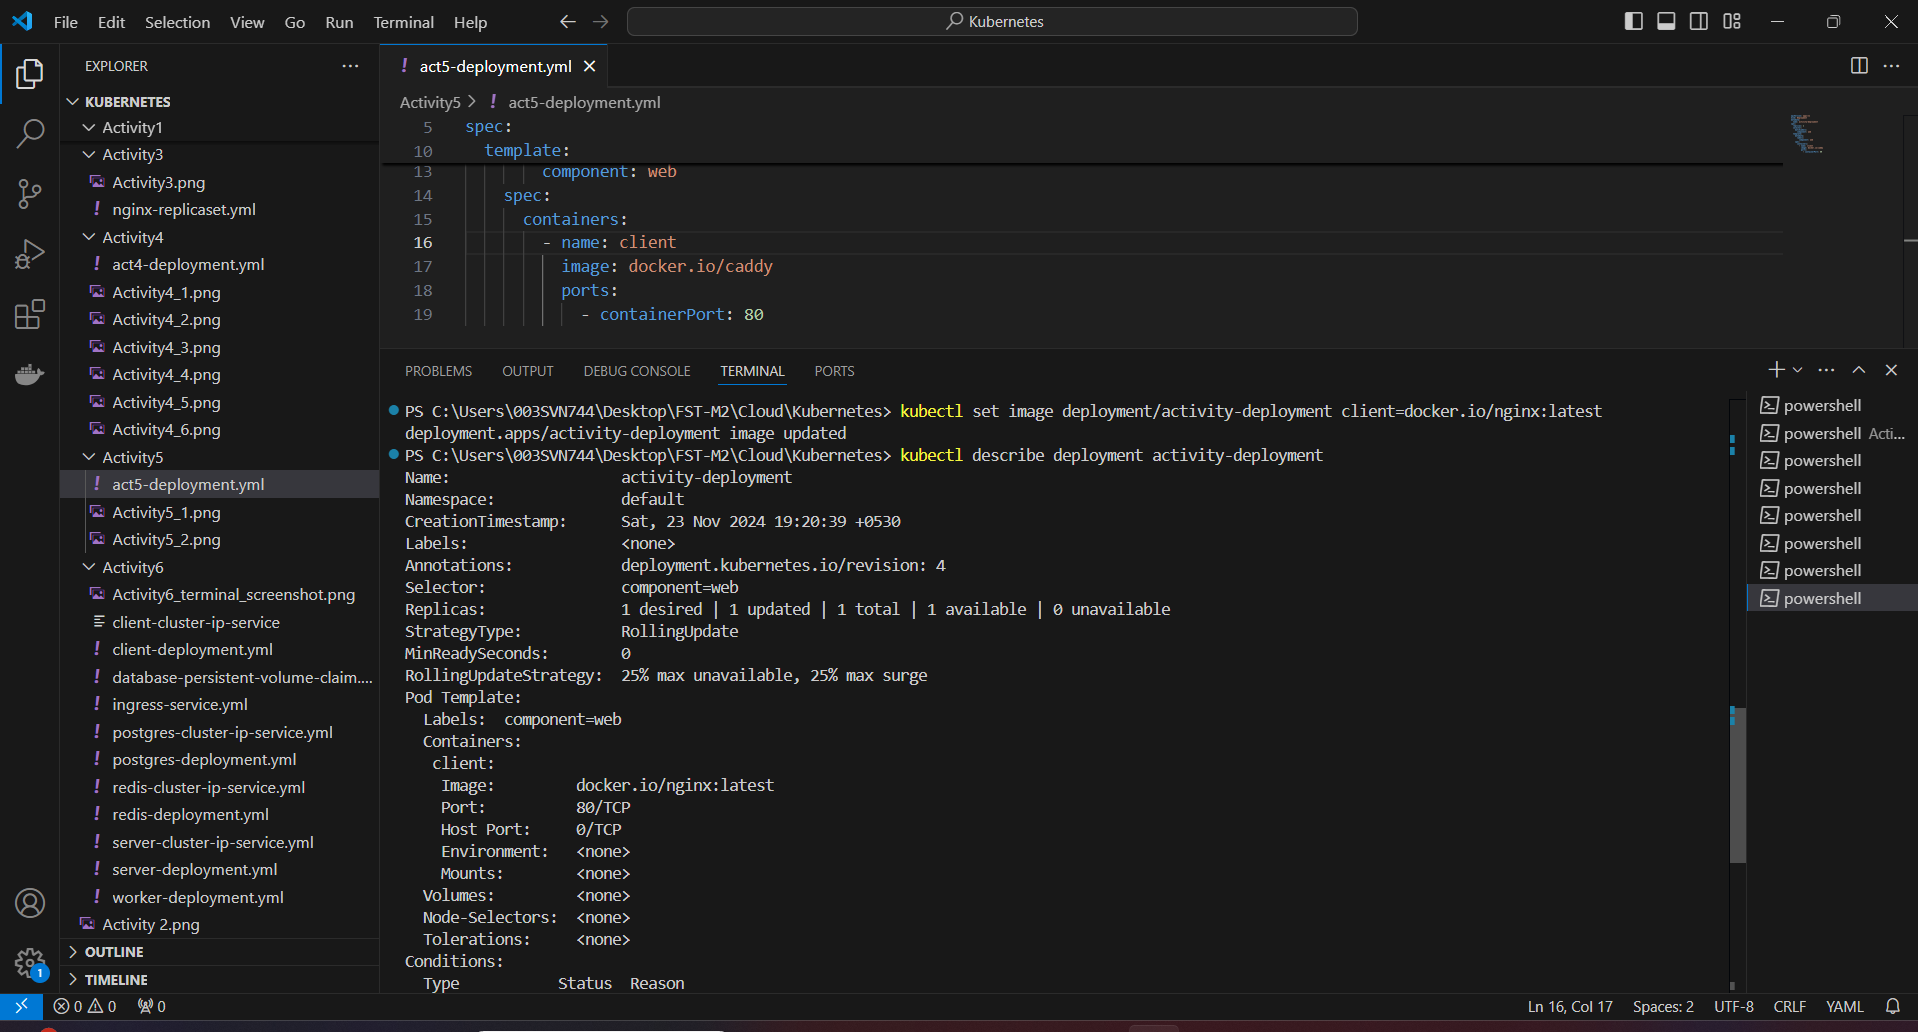 File Edit Selection View Go Run Terminal Help
Kubernetes
EXPLORER
KUBERNETES
Activity1
Activity3
Activity3.png
nginx-replicaset.yml
Activity4
act4-deployment.yml
Activity4_1.png
Activity4_2.png
Activity4_3.png
Activity4_4.png
Activity4_5.png
Activity4_6.png
Activity5
act5-deployment.yml
Activity5_1.png
Activity5_2.png
Activity6
Activity6_terminal_screenshot.png
client-cluster-ip-service
client-deployment.yml
database-persistent-volume-claim....
ingress-service.yml
postgres-cluster-ip-service.yml
postgres-deployment.yml
redis-cluster-ip-service.yml
redis-deployment.yml
server-cluster-ip-service.yml
server-deployment.yml
worker-deployment.yml
Activity 2.png
OUTLINE
TIMELINE
act5-deployment.yml
Activity5 > ! act5-deployment.yml
5 spec:
10 template:
13 component: web
14 spec:
15 containers:
16 - name: client
17 image: docker.io/caddy
18 ports:
19 - containerPort: 80
PROBLEMS OUTPUT DEBUG CONSOLE TERMINAL PORTS
PS C:\Users\003SVN744\Desktop\FST-M2\Cloud\Kubernetes> kubectl set image deployment/activity-deployment client=docker.io/nginx:latest
deployment.apps/activity-deployment image updated
PS C:\Users\003SVN744\Desktop\FST-M2\Cloud\Kubernetes> kubectl describe deployment activity-deployment
Name: activity-deployment
Namespace: default
CreationTimestamp: Sat, 23 Nov 2024 19:20:39 +0530
Labels: <none>
Annotations: deployment.kubernetes.io/revision: 4
Selector: component=web
Replicas: 1 desired | 1 updated | 1 total | 1 available | 0 unavailable
StrategyType: RollingUpdate
MinReadySeconds: 0
RollingUpdateStrategy: 25% max unavailable, 25% max surge
Pod Template:
Labels: component=web
Containers:
client:
Image: docker.io/nginx:latest
Port: 80/TCP
Host Port: 0/TCP
Environment: <none>
Mounts: <none>
Volumes: <none>
Node-Selectors: <none>
Tolerations: <none>
Conditions:
Type Status Reason
powershell
powershell Acti...
powershell
powershell
powershell
powershell
powershell
powershell
1
0 0 0
Ln 16, Col 17 Spaces: 2 UTF-8 CRLF YAML